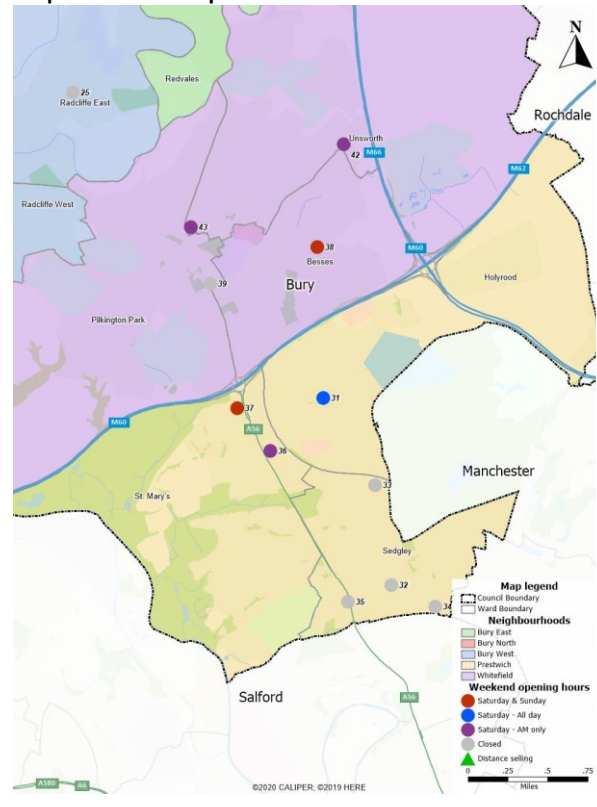 Redvales
25
Radcliffe East
N
Rochdale
Unsworth
42
M66
M62
Radcliffe West
43
38
Besses
M60
39
Bury
Holyrood
Pilkington Park
31
37
M60
A56
36
Manchester
33
St. Mary's
Sedgley
32
35
34
Salford
A56
A580
A6
Map legend
Council Boundary
Ward Boundary
Neighbourhoods
Bury East
Bury North
Bury West
Prestwich
Whitefield
Weekend opening hours
Saturday & Sunday
Saturday - All day
Saturday - AM only
Closed
Distance selling
0 .25 .5 .75
Miles
©2020 CALIPER; ©2019 HERE